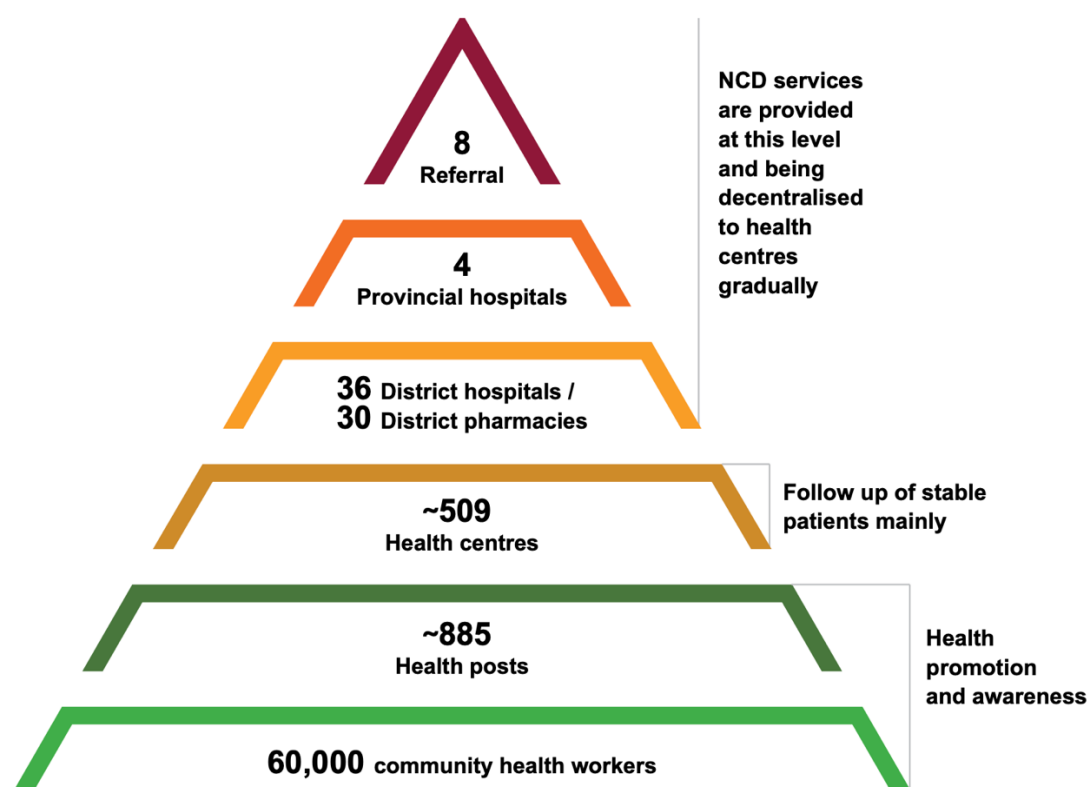 8
Referral
4
Provincial hospitals
36 District hospitals /
30 District pharmacies
NCD services
are provided
at this level
and being
decentralised
to health
centres
gradually
~509
Health centres
Follow up of stable
patients mainly
~885
Health posts
60,000 community health workers
Health
promotion
and awareness